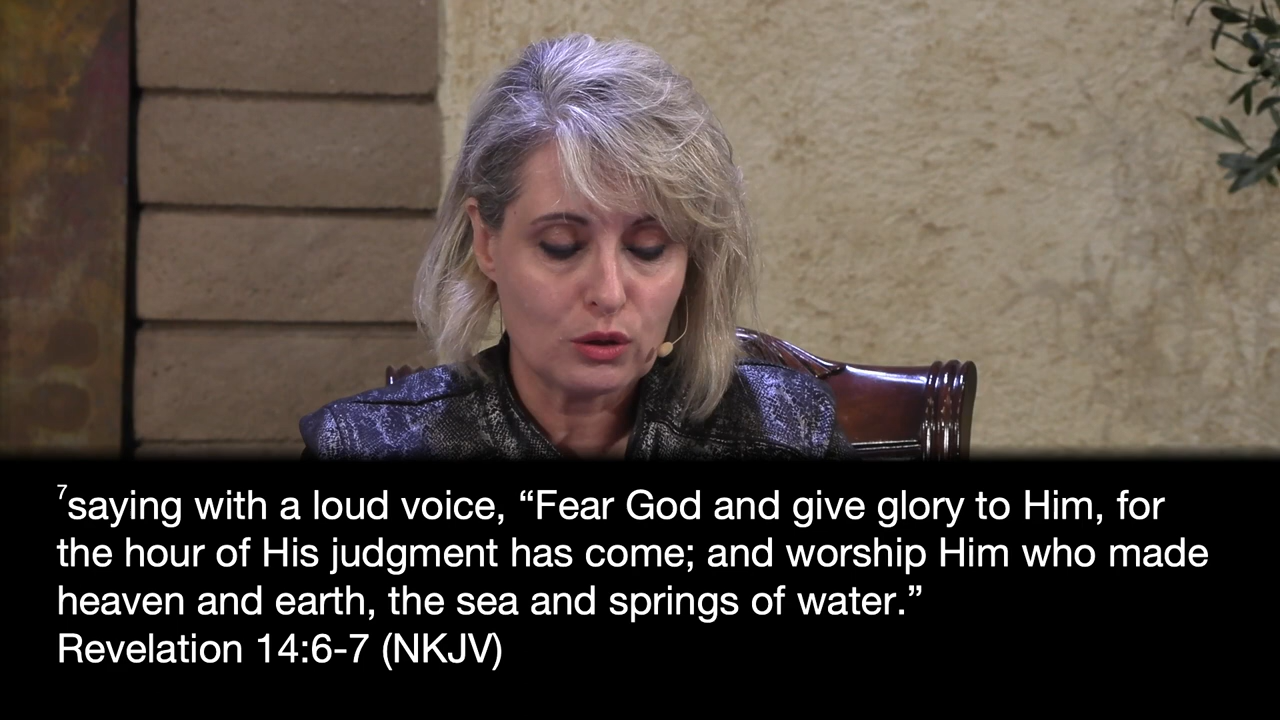 ⁷saying with a loud voice, “Fear God and give glory to Him, for
the hour of His judgment has come; and worship Him who made
heaven and earth, the sea and springs of water.”
Revelation 14:6-7 (NKJV)